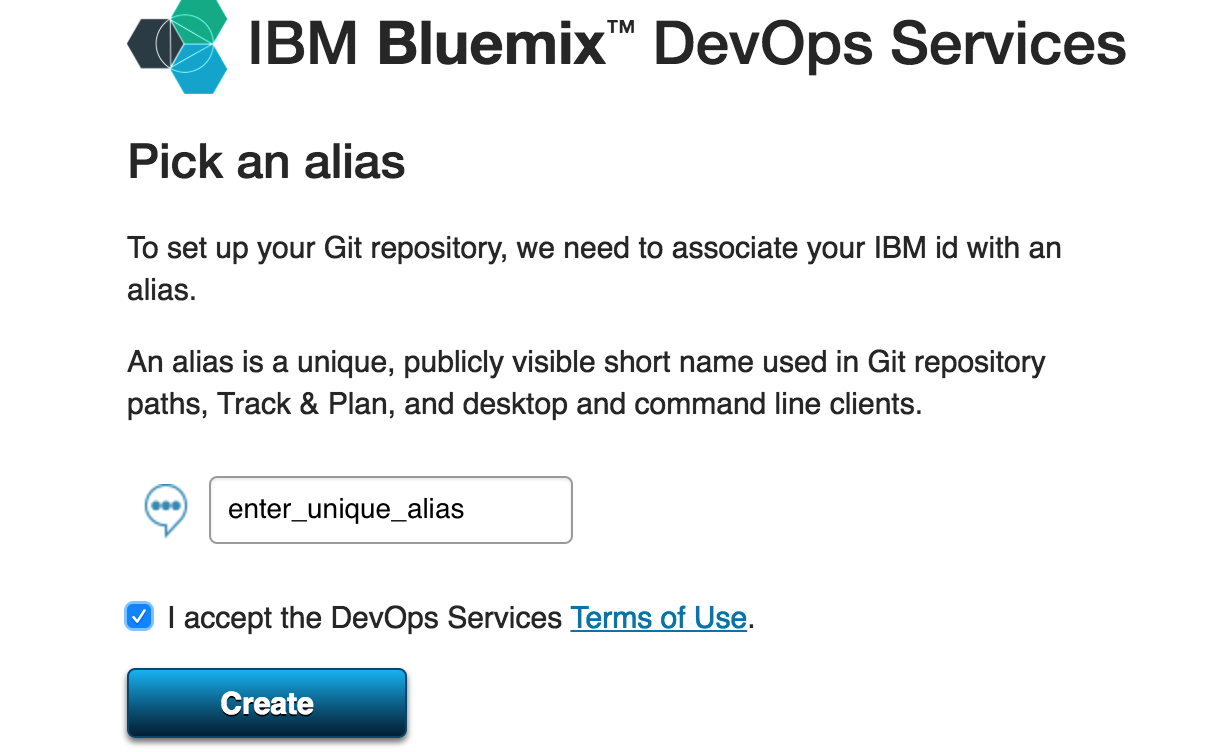 IBM Bluemix™ DevOps Services
Pick an alias
To set up your Git repository, we need to associate your IBM id with an
alias.
An alias is a unique, publicly visible short name used in Git repository
paths, Track & Plan, and desktop and command line clients.
enter_unique_alias
I accept the DevOps Services Terms of Use.
Create